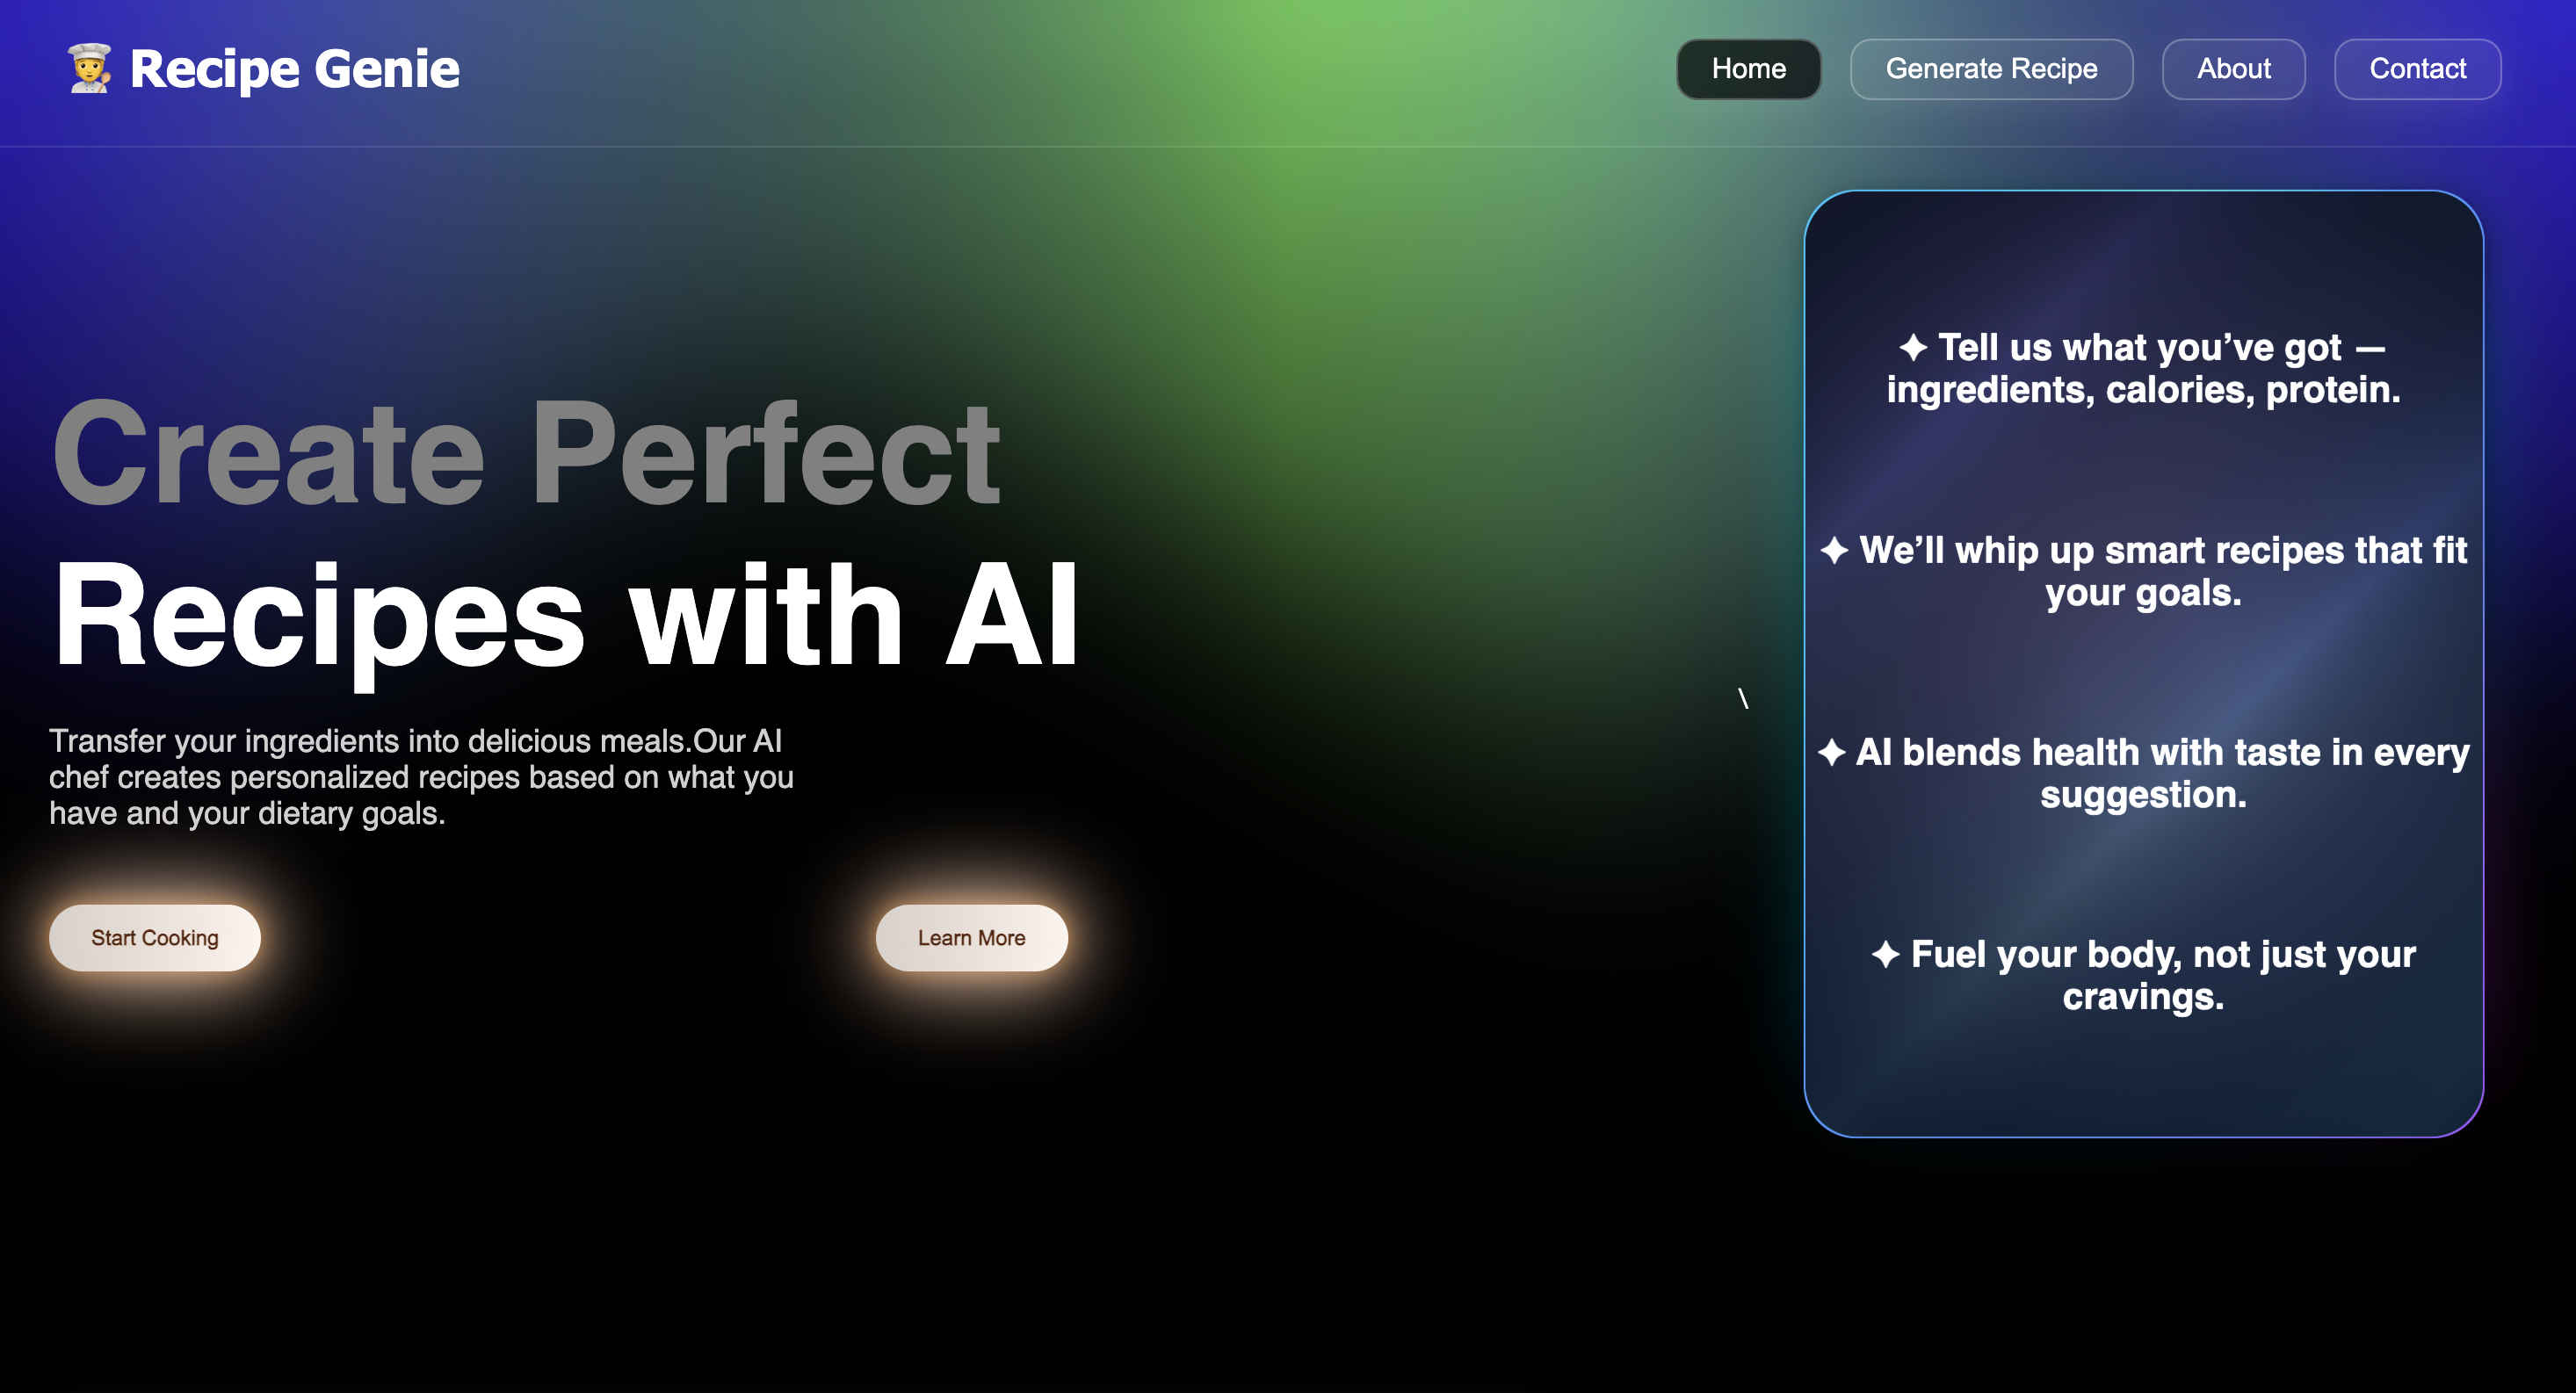 Recipe Genie
Home
Generate Recipe
About
Contact
Create Perfect
Recipes with AI
Transfer your ingredients into delicious meals.Our AI
chef creates personalized recipes based on what you
have and your dietary goals.
Start Cooking
Learn More
\
✦ Tell us what you’ve got —
ingredients, calories, protein.
✦ We’ll whip up smart recipes that fit
your goals.
✦ AI blends health with taste in every
suggestion.
✦ Fuel your body, not just your
cravings.